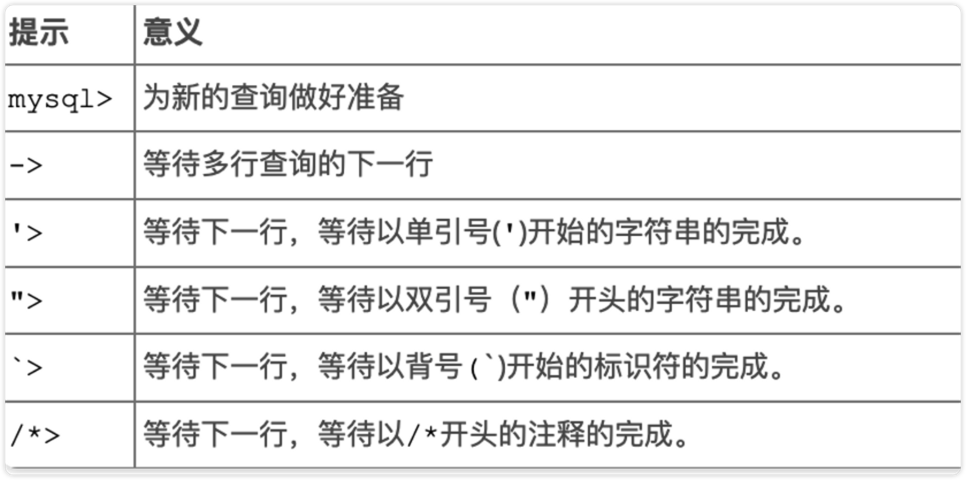 提示 意义
mysql> 为新的查询做好准备
-> 等待多行查询的下一行
'> 等待下一行，等待以单引号(')开始的字符串的完成。
"> 等待下一行，等待以双引号（"）开头的字符串的完成。
`> 等待下一行，等待以背号(`)开始的标识符的完成。
/*> 等待下一行，等待以/*开头的注释的完成。